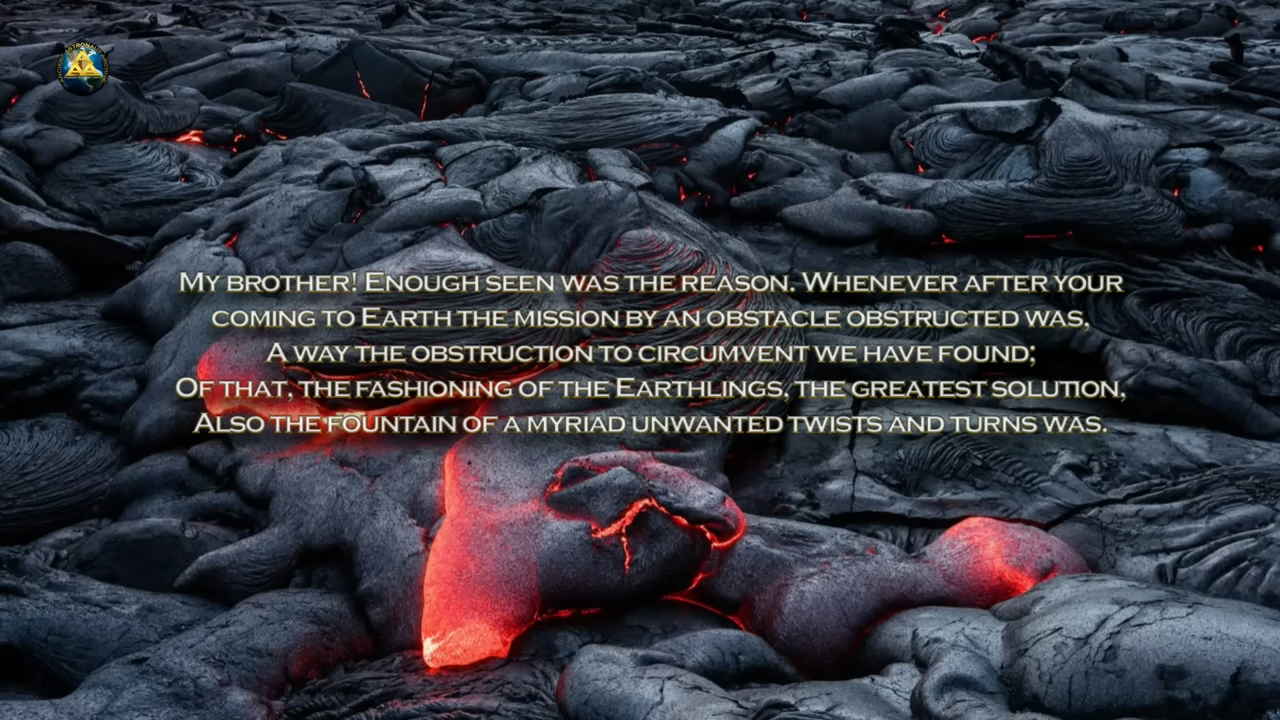 My brother! Enough seen was the reason. Whenever after your
coming to Earth the mission by an obstacle obstructed was,
A way the obstruction to circumvent we have found;
Of that, the fashioning of the Earthlings, the greatest solution,
Also the fountain of a myriad unwanted twists and turns was.